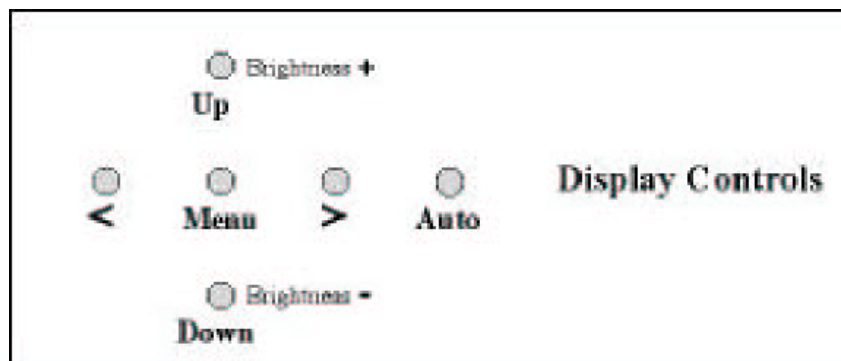 Brightness +
Up
< Menu > Auto
Display Controls
Brightness -
Down